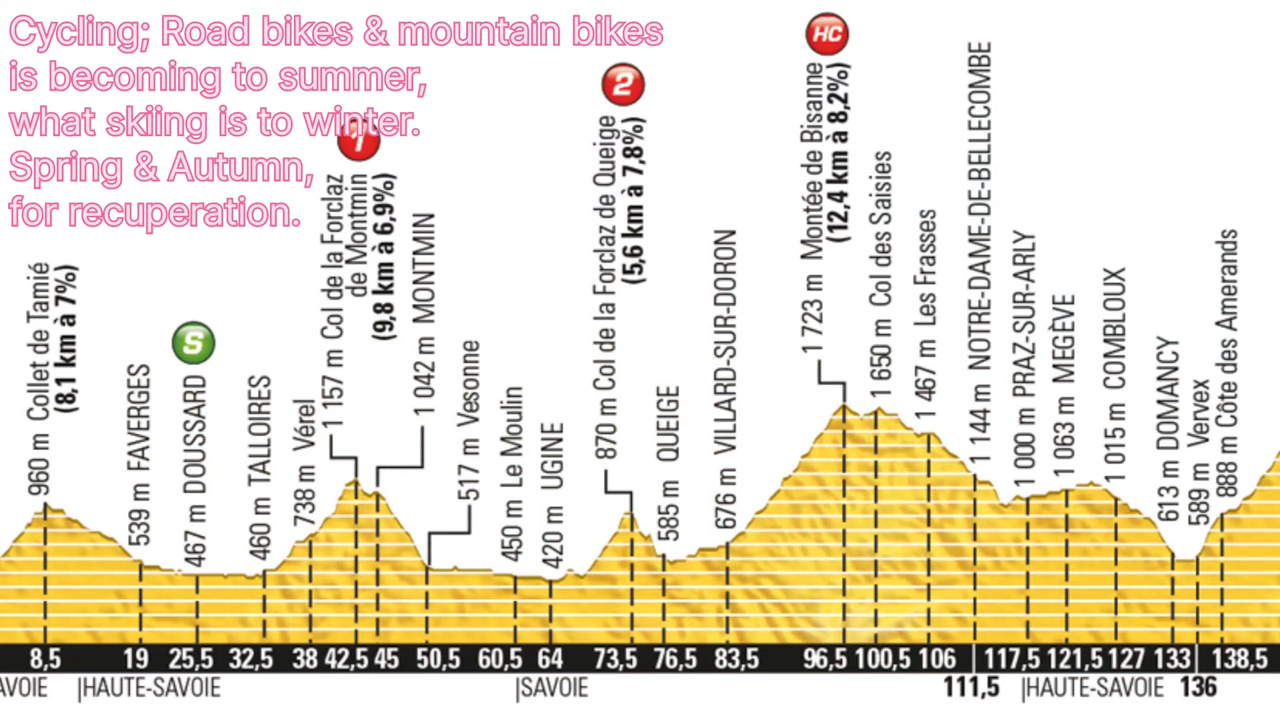 Cycling; Road bikes & mountain bikes
is becoming to summer,
what skiing is to winter.
Spring & Autumn,
for recuperation.
960 m Collet de Tamié
(8,1 km à 7%)
539 m FAVERGES
S
467 m DOUSSARD
460 m TALLOIRES
738 m Vérel
1
1 157 m Col de la Forclaz
de Montmin
(9,8 km à 6,9%)
1 042 m MONTMIN
517 m Vesonne
450 m Le Moulin
420 m UGINE
2
870 m Col de la Forclaz de Queige
(5,6 km à 7,8%)
585 m QUEIGE
676 m VILLARD-SUR-DORON
HC
1 723 m Montée de Bisanne
(12,4 km à 8,2%)
1 650 m Col des Saisies
1 467 m Les Frasses
1 144 m NOTRE-DAME-DE-BELLECOMBE
1 000 m PRAZ-SUR-ARLY
1 063 m MEGÈVE
1 015 m COMBLOUX
613 m DOMANCY
589 m Vervex
888 m Côte des Amerands
8,5 19 25,5 32,5 38 42,5 45 50,5 60,5 64 73,5 76,5 83,5 96,5 100,5 106 117,5 121,5 127 133 138,5
AVOIE |HAUTE-SAVOIE |SAVOIE 111,5 |HAUTE-SAVOIE 136